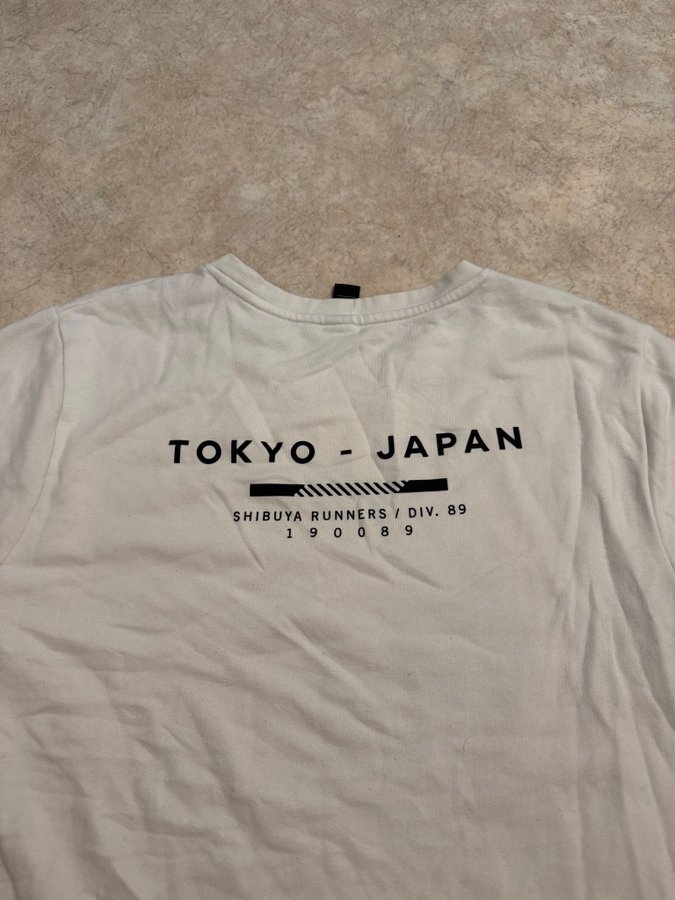 TOKYO - JAPAN
SHIBUYA RUNNERS / DIV. 89
190089